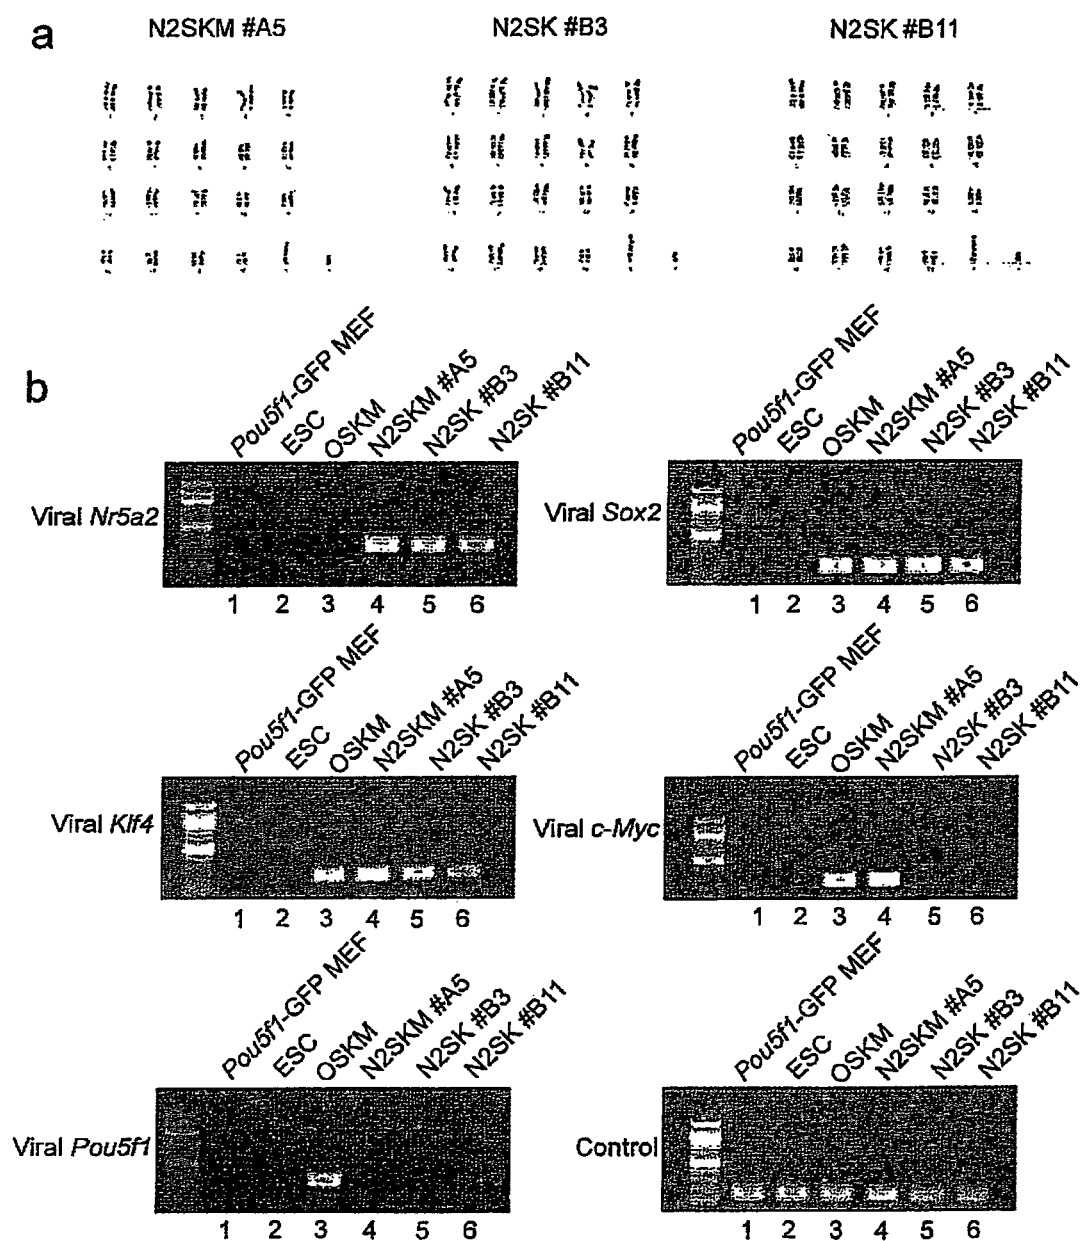 a
N2SKM #A5
N2SK #B3
N2SK #B11
b
Pou5f1-GFP MEF
ESC
OSKM
N2SKM #A5
N2SK #B3
N2SK #B11
Viral Nr5a2
1 2 3 4 5 6
Pou5f1-GFP MEF
ESC
OSKM
N2SKM #A5
N2SK #B3
N2SK #B11
Viral Sox2
1 2 3 4 5 6
Pou5f1-GFP MEF
ESC
OSKM
N2SKM #A5
N2SK #B3
N2SK #B11
Viral Klf4
1 2 3 4 5 6
Pou5f1-GFP MEF
ESC
OSKM
N2SKM #A5
N2SK #B3
N2SK #B11
Viral c-Myc
1 2 3 4 5 6
Pou5f1-GFP MEF
ESC
OSKM
N2SKM #A5
N2SK #B3
N2SK #B11
Viral Pou5f1
1 2 3 4 5 6
Pou5f1-GFP MEF
ESC
OSKM
N2SKM #A5
N2SK #B3
N2SK #B11
Control
1 2 3 4 5 6